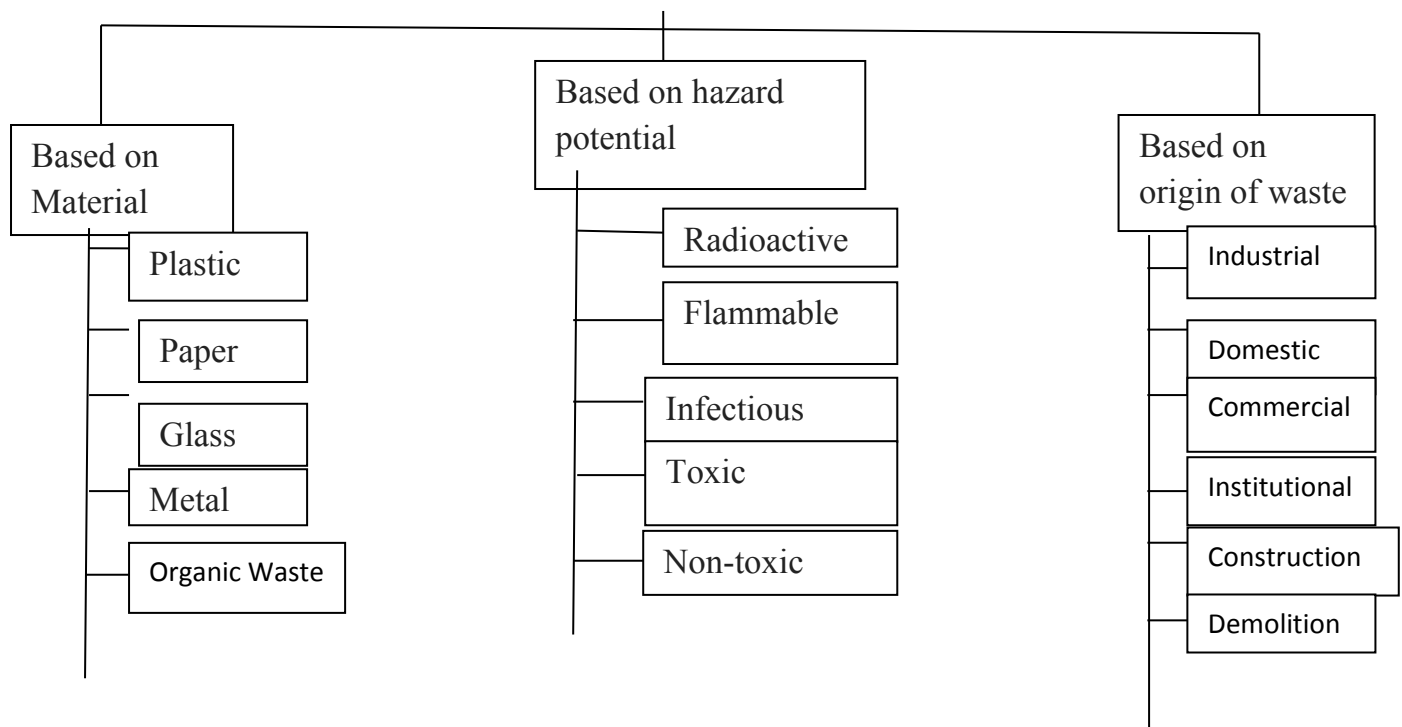 Based on
Material
Plastic
Paper
Glass
Metal
Organic Waste
Based on hazard
potential
Radioactive
Flammable
Infectious
Toxic
Non-toxic
Based on
origin of waste
Industrial
Domestic
Commercial
Institutional
Construction
Demolition